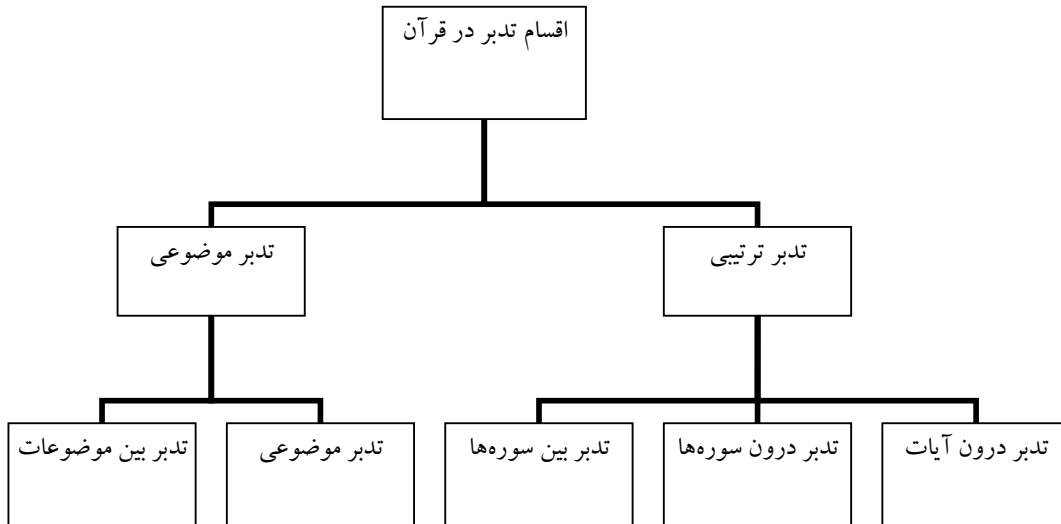 اقسام تدبر در قرآن
تدبر ترتیبی
تدبر موضوعی
تدبر درون آیات
تدبر درون سوره‌ها
تدبر بین سوره‌ها
تدبر موضوعی
تدبر بین موضوعات